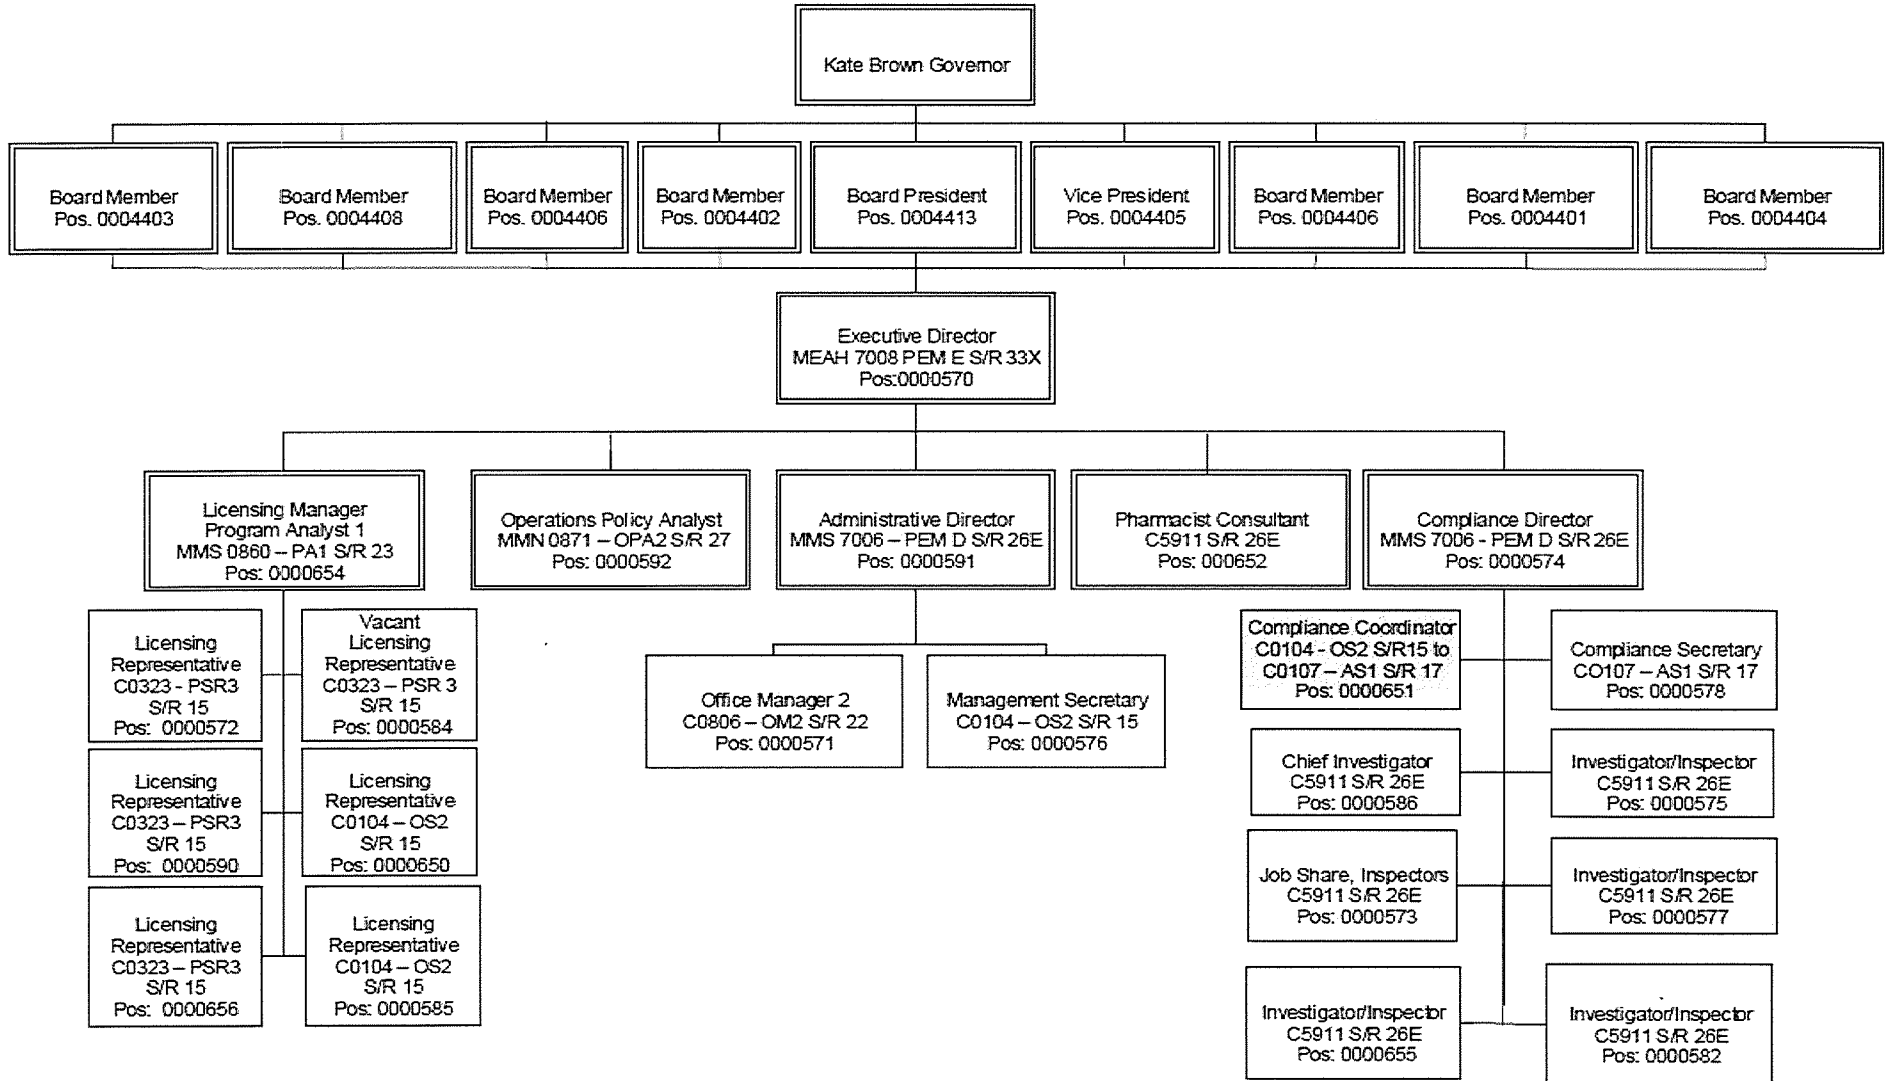 Kate Brown Governor
Board Member
Pos. 0004403
Board Member
Pos. 0004408
Board Member
Pos. 0004406
Board Member
Pos. 0004402
Board President
Pos. 0004413
Vice President
Pos. 0004405
Board Member
Pos. 0004406
Board Member
Pos. 0004401
Board Member
Pos. 0004404
Executive Director
MEAH 7008 PEM E S/R 33X
Pos:0000570
Licensing Manager
Program Analyst 1
MMS 0860 – PA1 S/R 23
Pos: 0000654
Operations Policy Analyst
MMN 0871 – OPA2 S/R 27
Pos: 0000592
Administrative Director
MMS 7006 – PEM D S/R 26E
Pos: 0000591
Pharmacist Consultant
C5911 S/R 26E
Pos: 000652
Compliance Director
MMS 7006 - PEM D S/R 26E
Pos: 0000574
Licensing
Representative
C0323 - PSR3
S/R 15
Pos: 0000572
Vacant
Licensing
Representative
C0323 – PSR 3
S/R 15
Pos: 0000584
Licensing
Representative
C0323 – PSR3
S/R 15
Pos: 0000590
Licensing
Representative
C0104 – OS2
S/R 15
Pos: 0000650
Licensing
Representative
C0323 – PSR3
S/R 15
Pos: 0000656
Licensing
Representative
C0104 – OS2
S/R 15
Pos: 0000585
Office Manager 2
C0806 – OM2 S/R 22
Pos: 0000571
Management Secretary
C0104 – OS2 S/R 15
Pos: 0000576
Compliance Coordinator
C0104 - OS2 S/R15 to
C0107 – AS1 S/R 17
Pos: 0000651
Compliance Secretary
CO107 – AS1 S/R 17
Pos: 0000578
Chief Investigator
C5911 S/R 26E
Pos: 0000586
Investigator/Inspector
C5911 S/R 26E
Pos: 0000575
Job Share, Inspectors
C5911 S/R 26E
Pos: 0000573
Investigator/Inspector
C5911 S/R 26E
Pos: 0000577
Investigator/Inspector
C5911 S/R 26E
Pos: 0000655
Investigator/Inspector
C5911 S/R 26E
Pos: 0000582